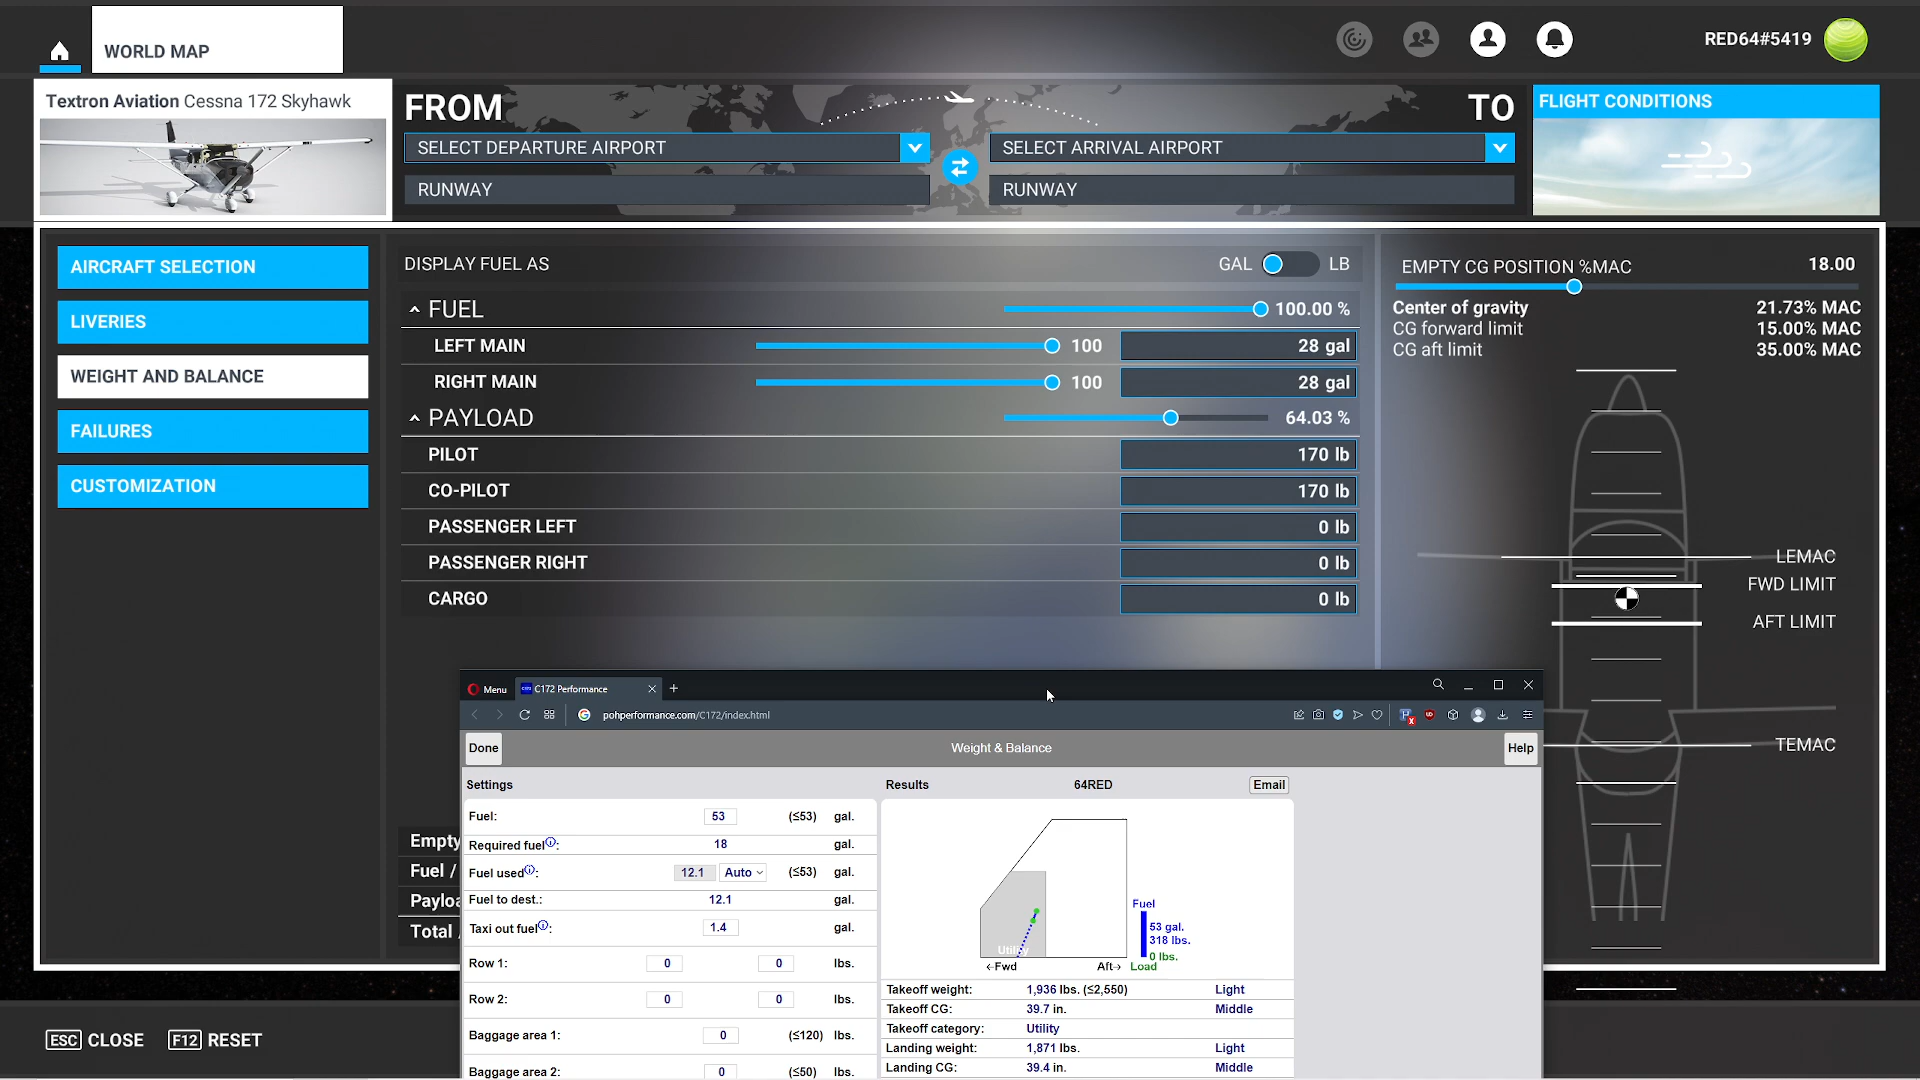 WORLD MAP
RED64#5419
Textron Aviation Cessna 172 Skyhawk
FROM
TO
SELECT DEPARTURE AIRPORT
SELECT ARRIVAL AIRPORT
RUNWAY
RUNWAY
FLIGHT CONDITIONS
AIRCRAFT SELECTION
LIVERIES
WEIGHT AND BALANCE
FAILURES
CUSTOMIZATION
DISPLAY FUEL AS GAL LB
FUEL 100.00 %
LEFT MAIN 100 28 gal
RIGHT MAIN 100 28 gal
PAYLOAD 64.03 %
PILOT 170 lb
CO-PILOT 170 lb
PASSENGER LEFT 0 lb
PASSENGER RIGHT 0 lb
CARGO 0 lb
Empty
Fuel /
Payloa
Total
EMPTY CG POSITION %MAC 18.00
Center of gravity 21.73% MAC
CG forward limit 15.00% MAC
CG aft limit 35.00% MAC
LEMAC
FWD LIMIT
AFT LIMIT
TEMAC
Menu C172 Performance
pohperformance.com/C172/index.html
Done Weight & Balance Help
Settings
Fuel: 53 (≤53) gal.
Required fuel: 18 gal.
Fuel used: 12.1 Auto (≤53) gal.
Fuel to dest.: 12.1 gal.
Taxi out fuel: 1.4 gal.
Row 1: 0 0 lbs.
Row 2: 0 0 lbs.
Baggage area 1: 0 (≤120) lbs.
Baggage area 2: 0 (≤50) lbs.
Results 64RED Email
Utility
←Fwd Aft→
Fuel
53 gal.
318 lbs.
0 lbs.
Load
Takeoff weight: 1,936 lbs. (≤2,550) Light
Takeoff CG: 39.7 in. Middle
Takeoff category: Utility
Landing weight: 1,871 lbs. Light
Landing CG: 39.4 in. Middle
ESC CLOSE F12 RESET